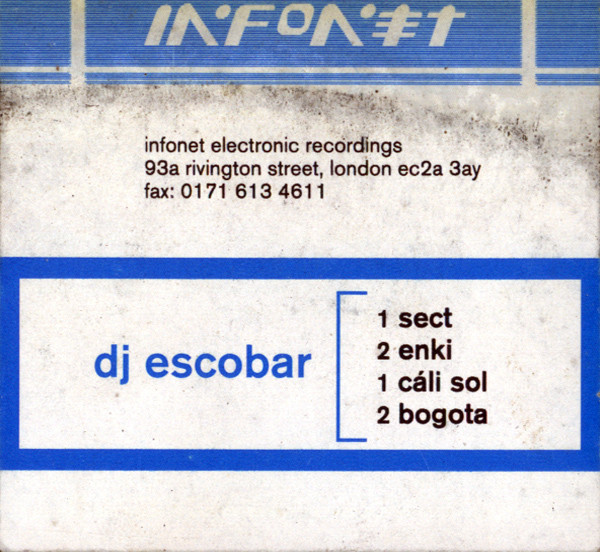 INFONET
infonet electronic recordings
93a rivington street, london ec2a 3ay
fax: 0171 613 4611
dj escobar
1 sect
2 enki
1 cáli sol
2 bogota